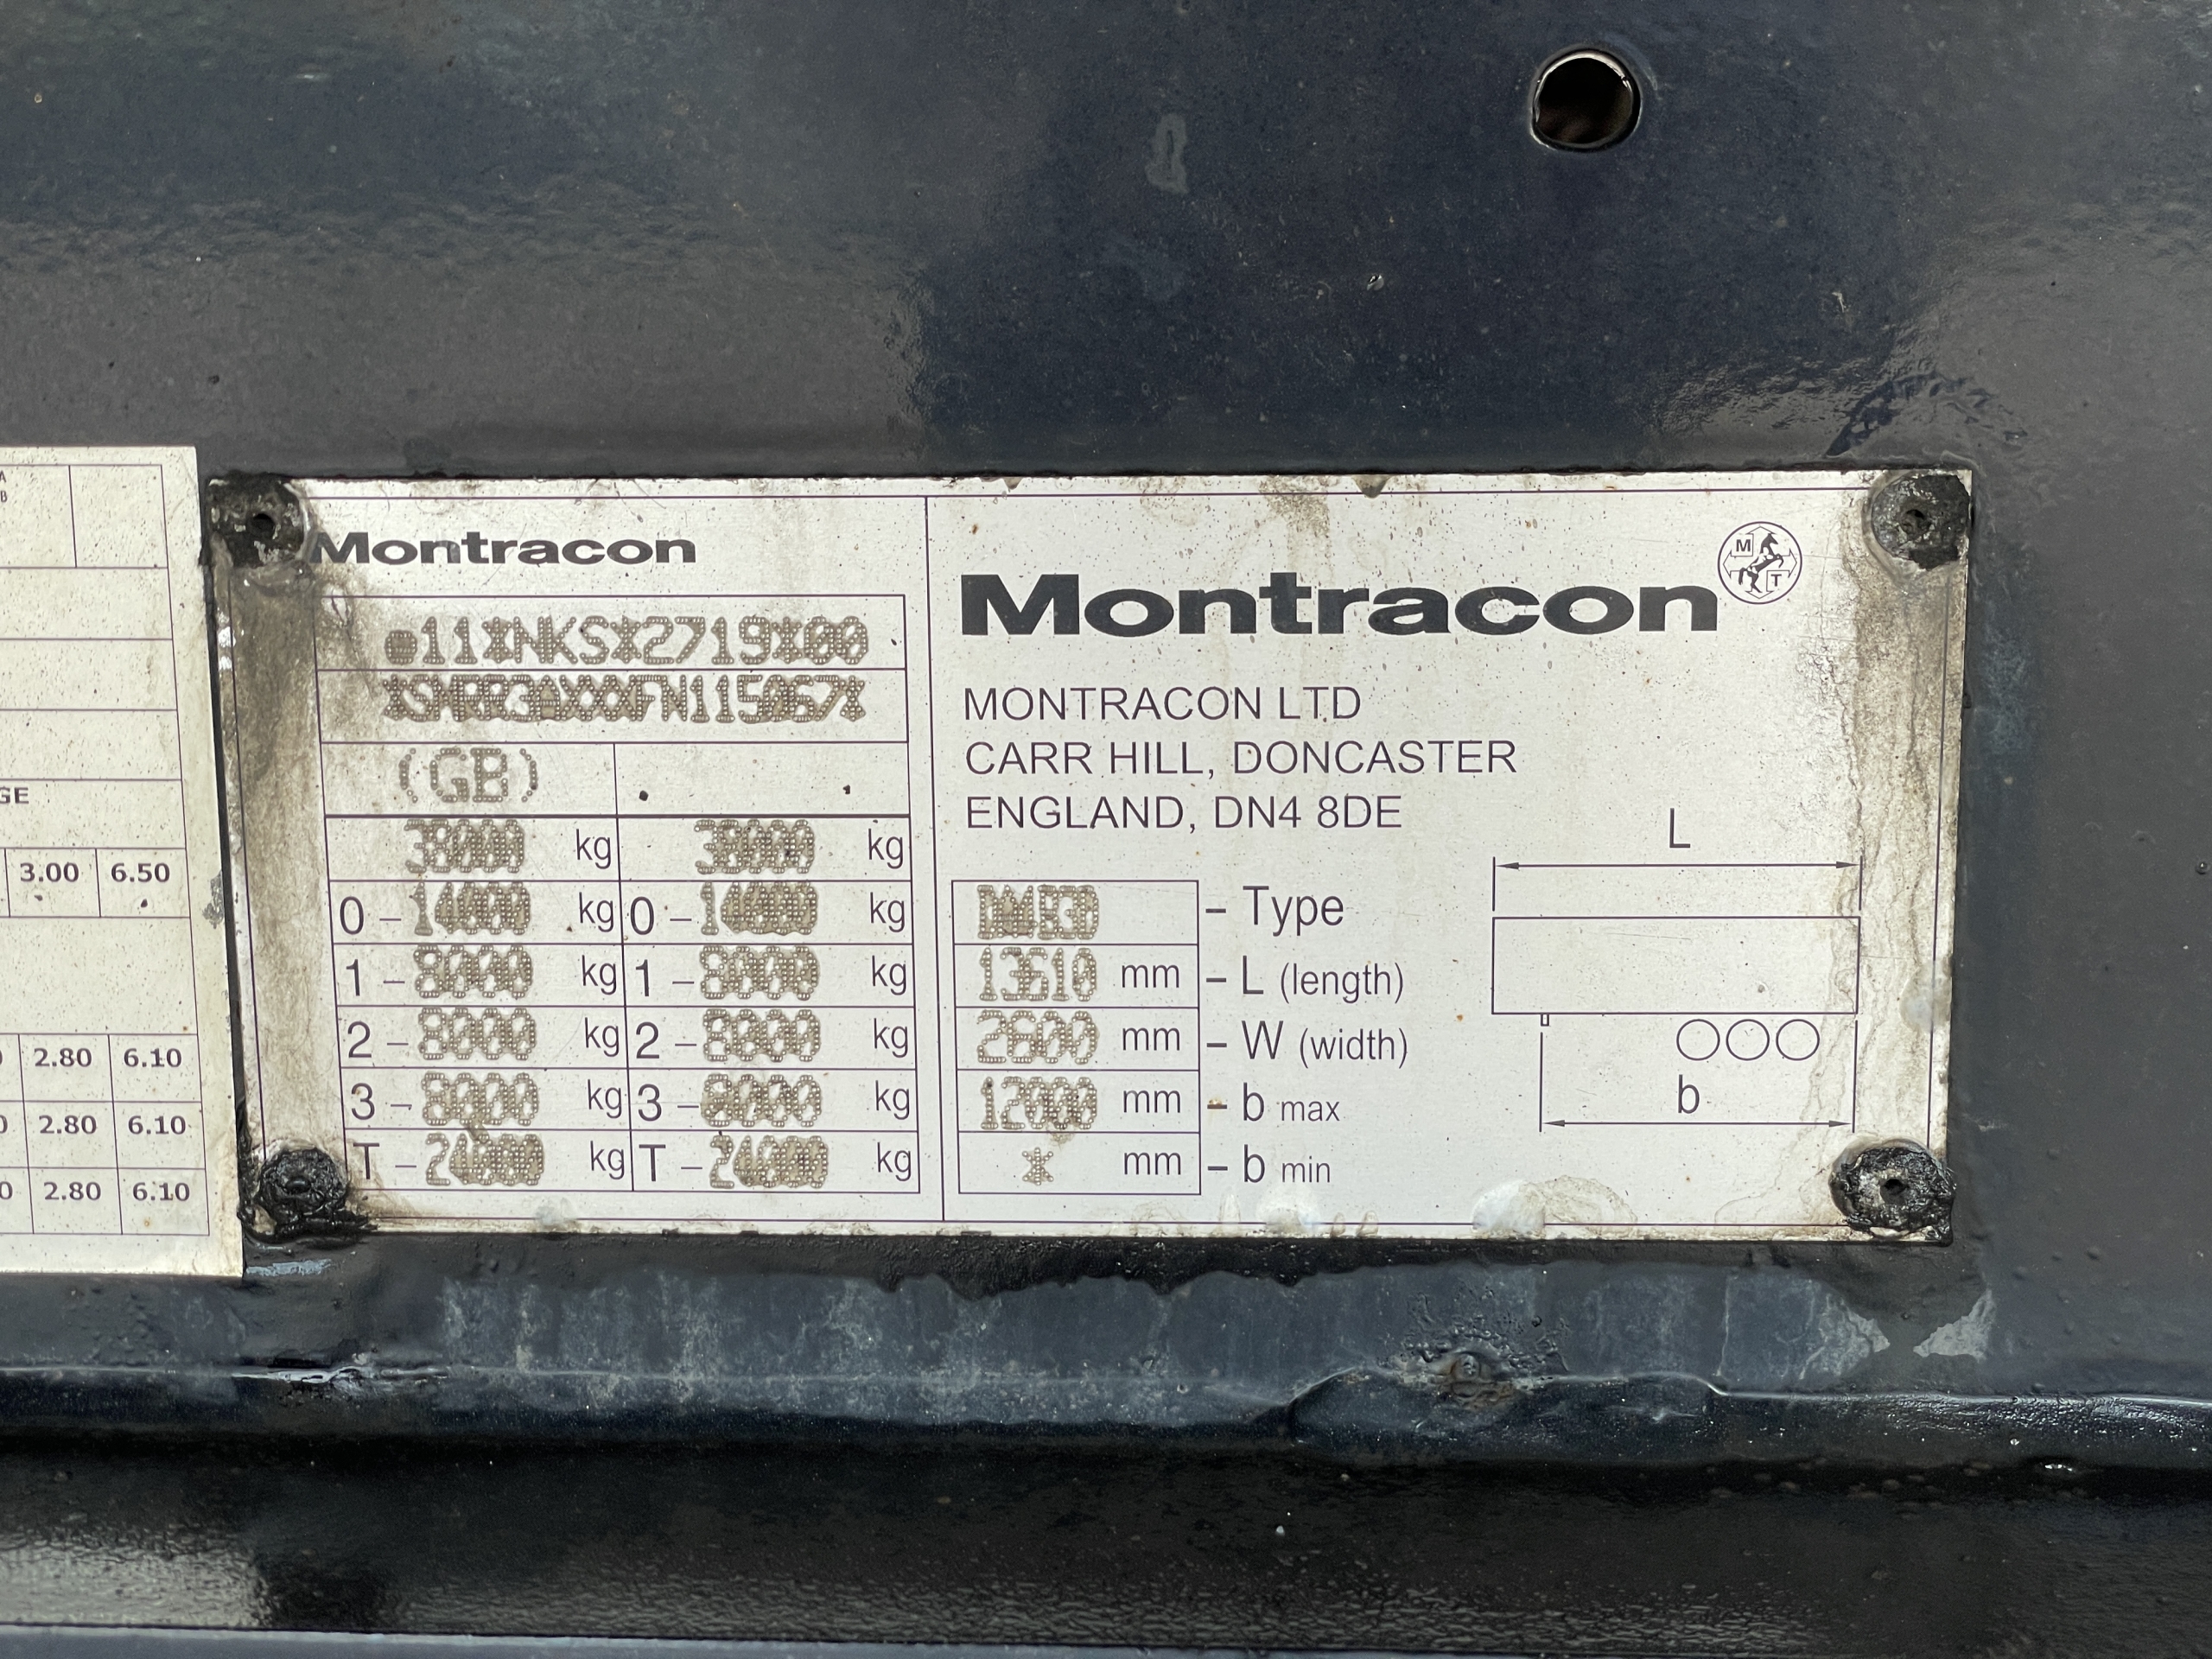 A
B
GE
3.00 6.50
2.80 6.10
2.80 6.10
0 2.80 6.10
Montracon
e11*NKS*2719*00
*SMRR3AXXXFN115067*
(GB)
38000 kg 38000 kg
0 - 14000 kg 0 - 14000 kg
1 - 8000 kg 1 - 8000 kg
2 - 8000 kg 2 - 8000 kg
3 - 8000 kg 3 - 8000 kg
T - 24000 kg T - 24000 kg
Montracon
M
T
MONTRACON LTD
CARR HILL, DONCASTER
ENGLAND, DN4 8DE
- Type
13610 mm - L (length)
2600 mm - W (width)
12000 mm - b max
* mm - b min
L
b